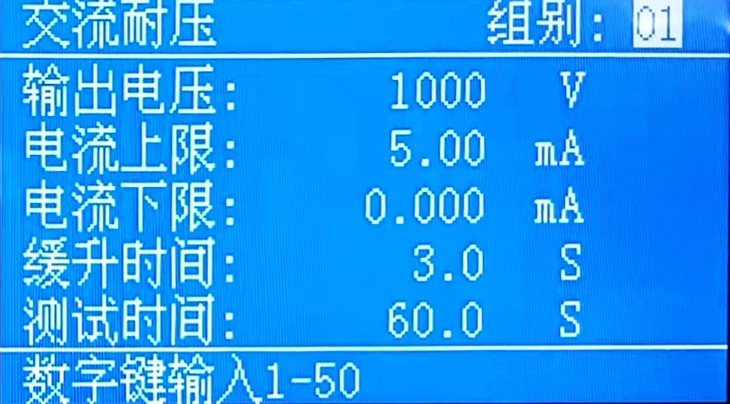 交流耐压 组别: 01
输出电压: 1000 V
电流上限: 5.00 mA
电流下限: 0.000 mA
缓升时间: 3.0 S
测试时间: 60.0 S
数字键输入1-50